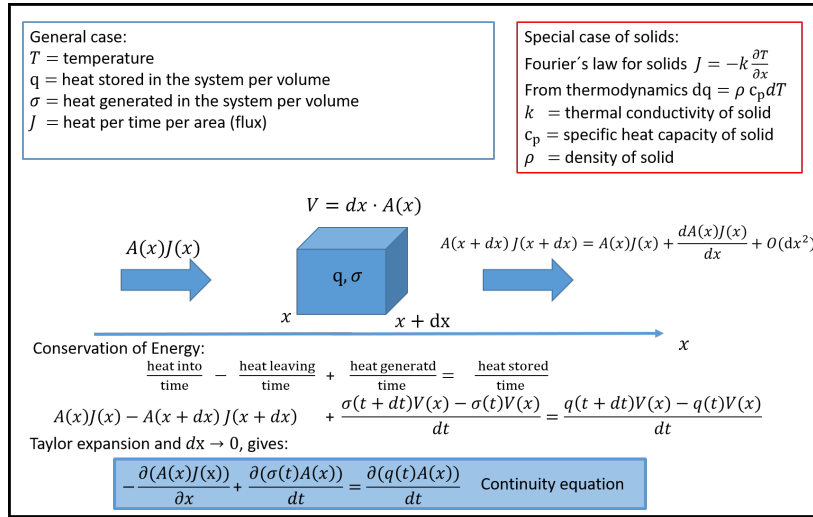 General case:
T = temperature
q = heat stored in the system per volume
σ = heat generated in the system per volume
J = heat per time per area (flux)
Special case of solids:
Fourier´s law for solids J = −k ∂T/∂x
From thermodynamics dq = ρ c_p dT
k = thermal conductivity of solid
c_p = specific heat capacity of solid
ρ = density of solid
V = dx · A(x)
A(x)J(x)
q, σ
A(x + dx) J(x + dx) = A(x)J(x) + dA(x)J(x)/dx + O(dx²)
x
x + dx
x
Conservation of Energy:
heat into/time − heat leaving/time + heat generatd/time = heat stored/time
A(x)J(x) − A(x + dx) J(x + dx) + (σ(t + dt)V(x) − σ(t)V(x))/dt = (q(t + dt)V(x) − q(t)V(x))/dt
Taylor expansion and dx → 0, gives:
−∂(A(x)J(x))/∂x + ∂(σ(t)A(x))/dt = ∂(q(t)A(x))/dt Continuity equation